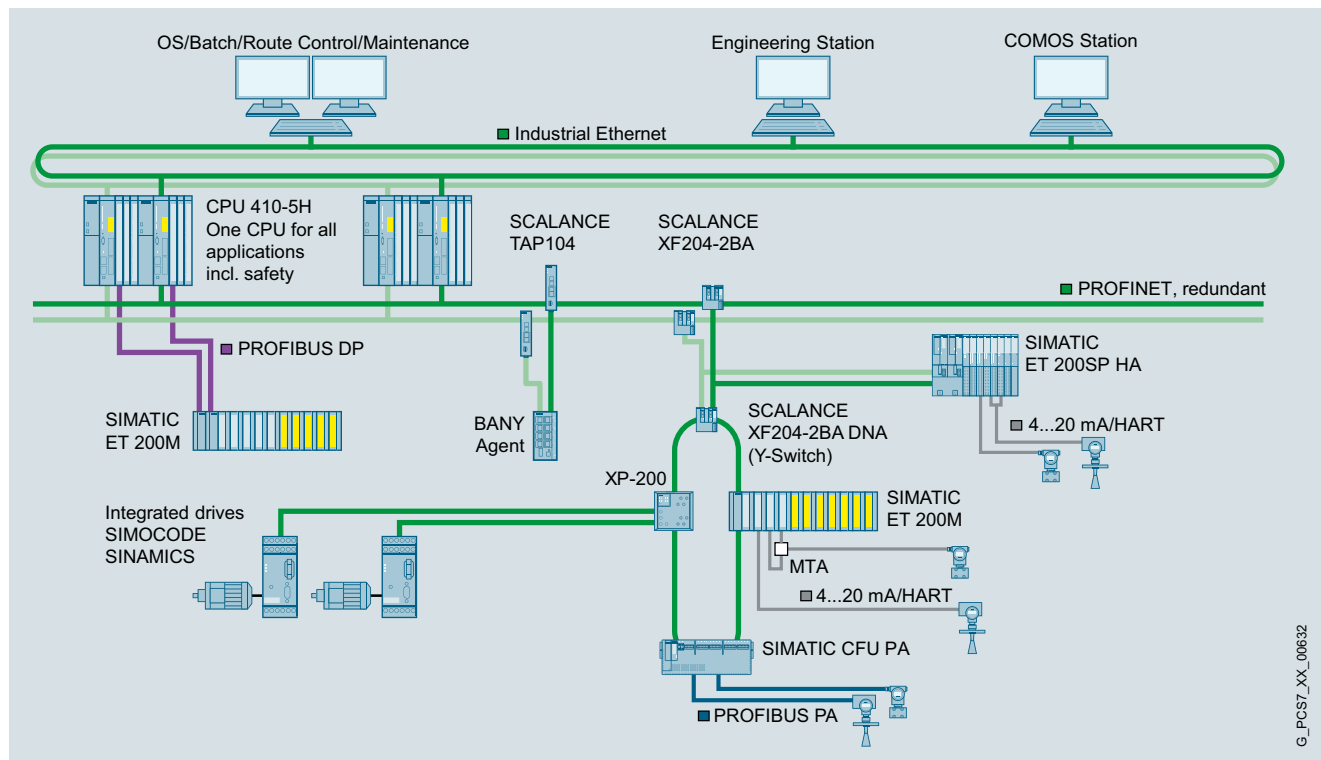 OS/Batch/Route Control/Maintenance
Engineering Station
COMOS Station
Industrial Ethernet
CPU 410-5H
One CPU for all
applications
incl. safety
SCALANCE
TAP104
SCALANCE
XF204-2BA
PROFINET, redundant
PROFIBUS DP
SIMATIC
ET 200SP HA
SIMATIC
ET 200M
BANY
Agent
SCALANCE
XF204-2BA DNA
(Y-Switch)
4...20 mA/HART
XP-200
SIMATIC
ET 200M
Integrated drives
SIMOCODE
SINAMICS
MTA
4...20 mA/HART
SIMATIC CFU PA
PROFIBUS PA
G_PCS7_XX_00632